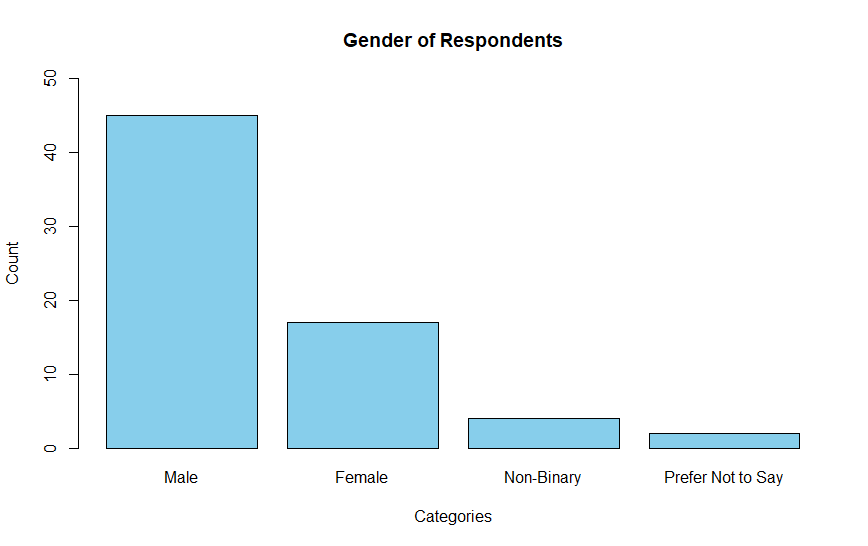 Gender of Respondents
50
40
30
20
10
0
Count
Male Female Non-Binary Prefer Not to Say
Categories